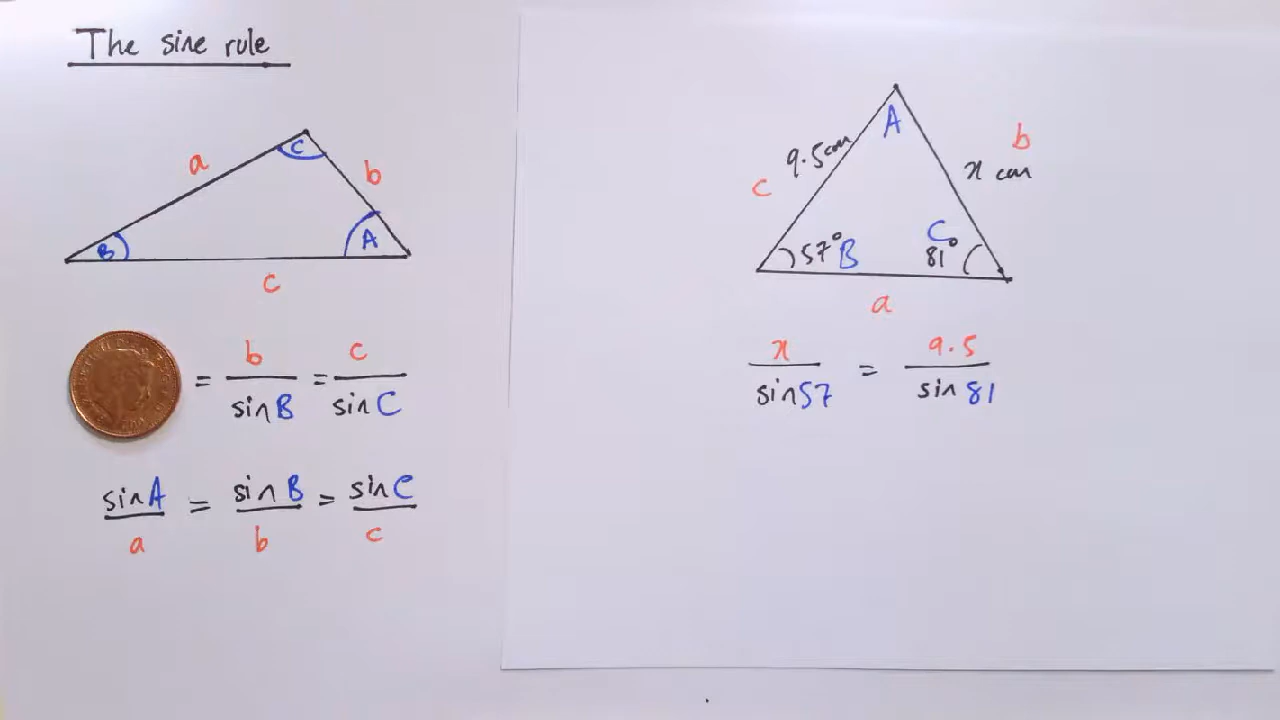 The sine rule
a
C
b
B
A
c
b/sinB = c/sinC
sinA/a = sinB/b = sinC/c
A
9.5cm
b
c
x cm
57° B
C
81°
a
x/sin57 = 9.5/sin81